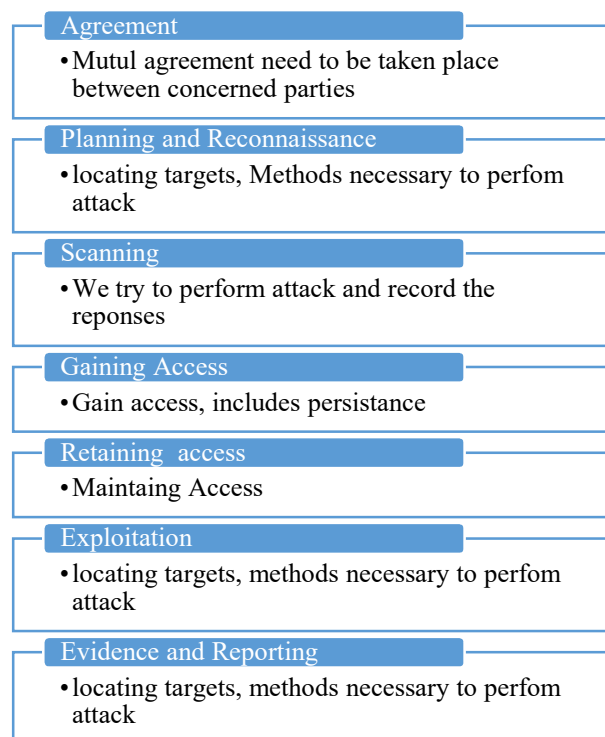 Agreement
•Mutul agreement need to be taken place
between concerned parties
Planning and Reconnaissance
•locating targets, Methods necessary to perfom
attack
Scanning
•We try to perform attack and record the
reponses
Gaining Access
•Gain access, includes persistance
Retaining access
•Maintaing Access
Exploitation
•locating targets, methods necessary to perfom
attack
Evidence and Reporting
•locating targets, methods necessary to perfom
attack